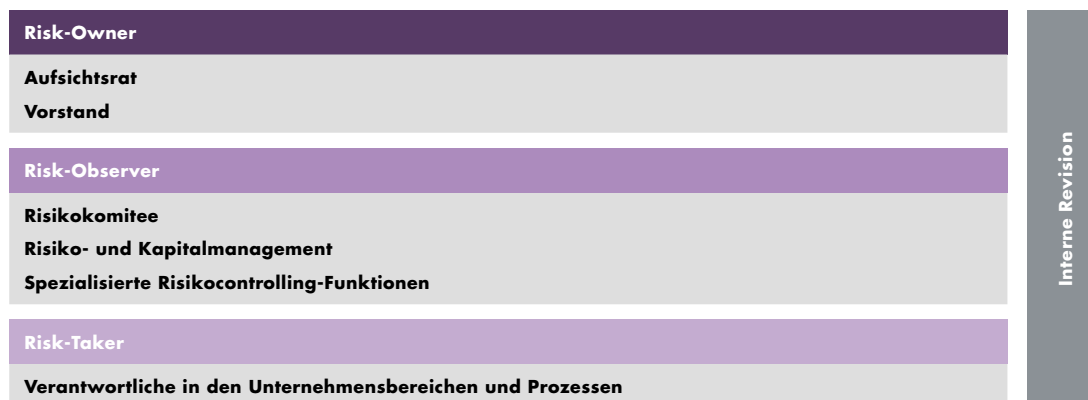 Risk-Owner
Aufsichtsrat
Vorstand
Risk-Observer
Risikokomitee
Risiko- und Kapitalmanagement
Spezialisierte Risikocontrolling-Funktionen
Risk-Taker
Verantwortliche in den Unternehmensbereichen und Prozessen
Interne Revision